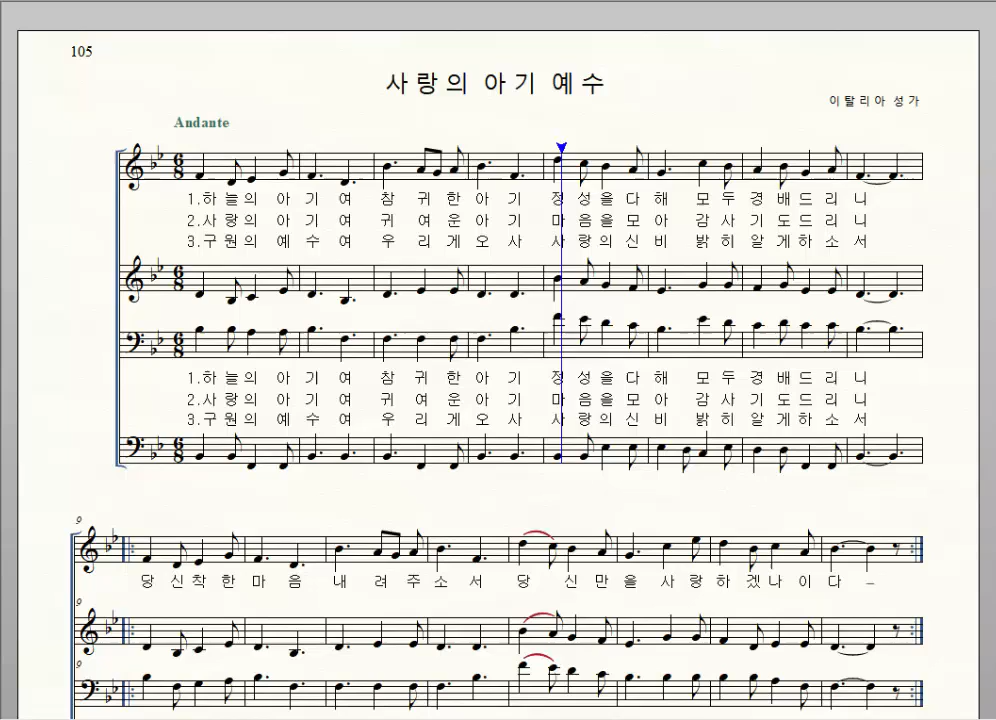 105
사랑의 아기 예수
이탈리아 성가
Andante
1.하늘의 아기여 참귀한아기 정성을다해 모두경배드리니
2.사랑의 아기여 귀여운아기 마음을모아 감사기도드리니
3.구원의 예수여 우리게오사 사랑의신비 밝히알게하소서
1.하늘의 아기여 참귀한아기 정성을다해 모두경배드리니
2.사랑의 아기여 귀여운아기 마음을모아 감사기도드리니
3.구원의 예수여 우리게오사 사랑의신비 밝히알게하소서
9
당신착한마음내려주소서 당신만을사랑하겠나이다 –
9
9